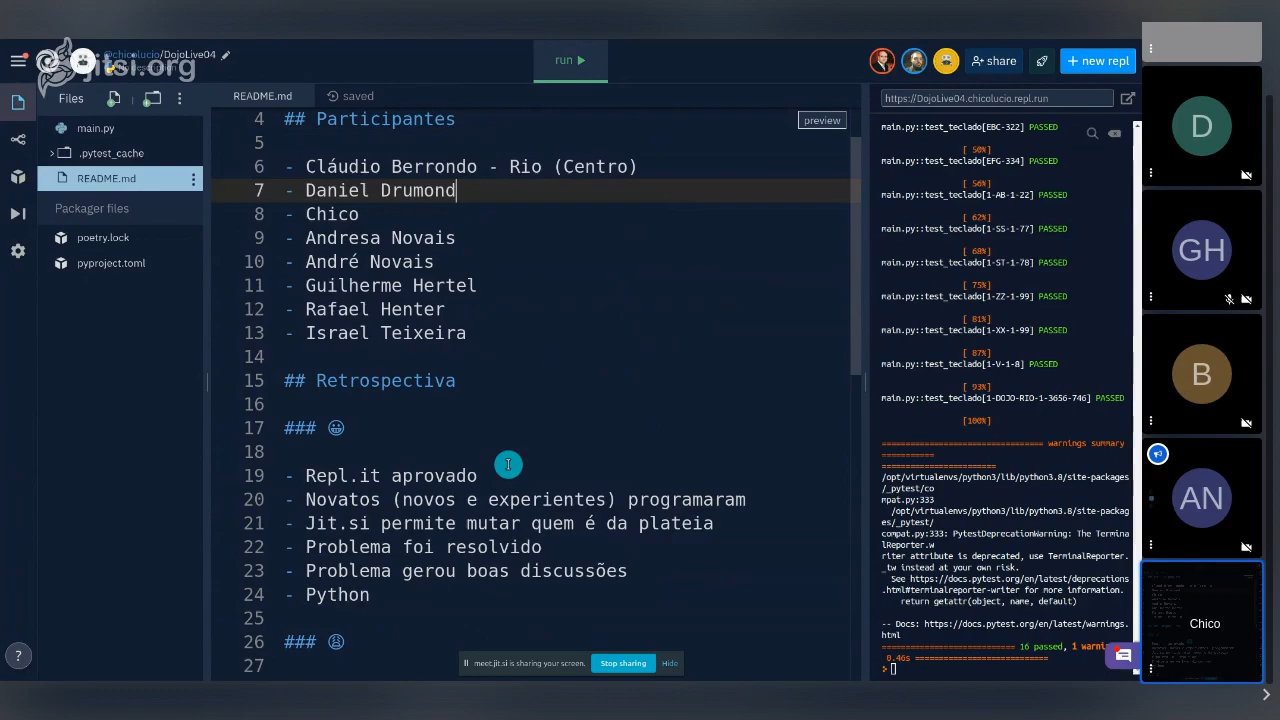 @chicolucio/DojoLive04
jitsi.org
run
share
+ new repl
Files
main.py
.pytest_cache
README.md
Packager files
poetry.lock
pyproject.toml
README.md
saved
preview
4 ## Participantes
5
6 - Cláudio Berrondo - Rio (Centro)
7 - Daniel Drumond
8 - Chico
9 - Andresa Novais
10 - André Novais
11 - Guilherme Hertel
12 - Rafael Henter
13 - Israel Teixeira
14
15 ## Retrospectiva
16
17 ### 😀
18
19 - Repl.it aprovado
20 - Novatos (novos e experientes) programaram
21 - Jit.si permite mutar quem é da plateia
22 - Problema foi resolvido
23 - Problema gerou boas discussões
24 - Python
25
26 ### 😩
27
https://DojoLive04.chicolucio.repl.run
main.py::test_teclado[EBC-322] PASSED
[ 50%]
main.py::test_teclado[EFG-334] PASSED
[ 56%]
main.py::test_teclado[1-AB-1-22] PASSED
[ 62%]
main.py::test_teclado[1-SS-1-77] PASSED
[ 68%]
main.py::test_teclado[1-ST-1-78] PASSED
[ 75%]
main.py::test_teclado[1-ZZ-1-99] PASSED
[ 81%]
main.py::test_teclado[1-XX-1-99] PASSED
[ 87%]
main.py::test_teclado[1-V-1-8] PASSED
[ 93%]
main.py::test_teclado[1-DOJO-RIO-1-3656-746] PASSED
[100%]
=============================== warnings summary
===========
========================
/opt/virtualenvs/python3/lib/python3.8/site-packages/_pytest/co
mpat.py:333
/opt/virtualenvs/python3/lib/python3.8/site-packag
es/_pytest/
compat.py:333: PytestDeprecationWarning: The Termina
lReporter.w
riter attribute is deprecated, use TerminalReporter.
_tw instead at your own risk.
See https://docs.pytest.org/en/latest/deprecations
.html#terminalreporter-writer for more information.
return getattr(object, name, default)
-- Docs: https://docs.pytest.org/en/latest/warnings.
html
16 passed, 1 warni
0.46s
meet.jit.si is sharing your screen.
Stop sharing
Hide
D
GH
B
AN
Chico
?